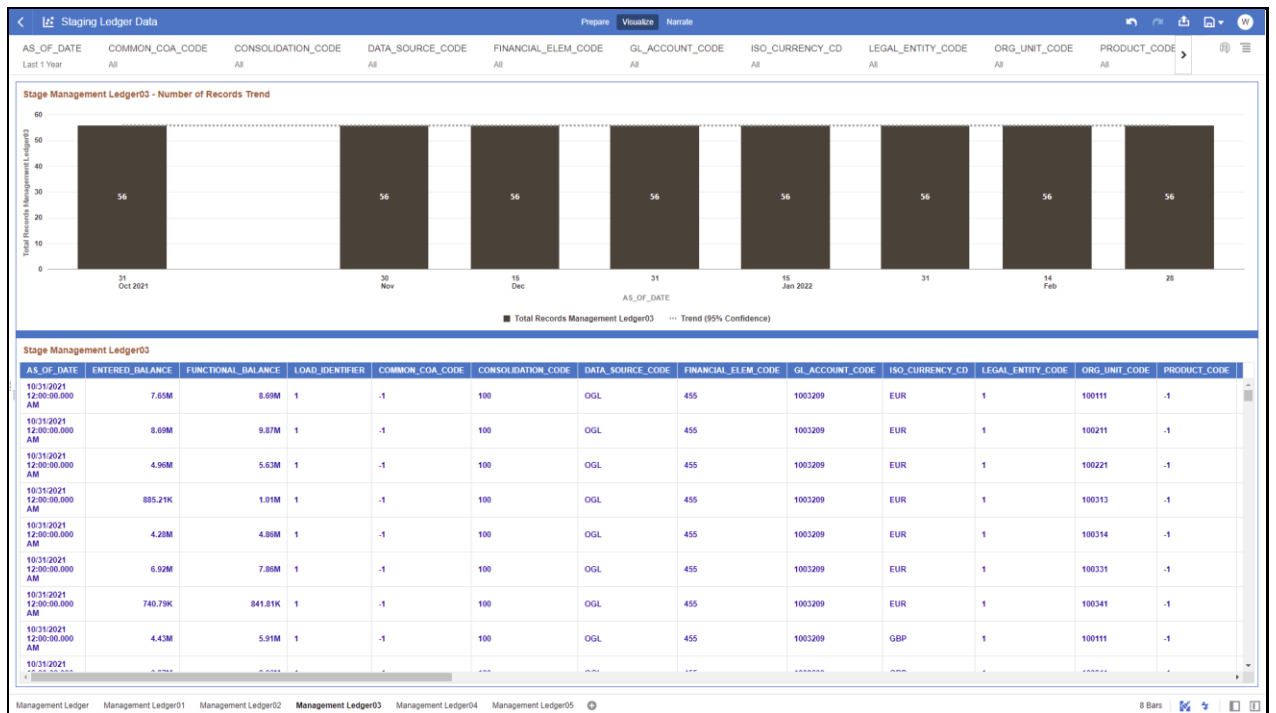 Staging Ledger Data
Prepare Visualize Narrate
W
AS_OF_DATE COMMON_COA_CODE CONSOLIDATION_CODE DATA_SOURCE_CODE FINANCIAL_ELEM_CODE GL_ACCOUNT_CODE ISO_CURRENCY_CD LEGAL_ENTITY_CODE ORG_UNIT_CODE PRODUCT_CODE
Last 1 Year All All All All All All All All All
Stage Management Ledger03 - Number of Records Trend
Total Records Management Ledger03
60
50
40
30
20
10
0
56 56 56 56 56 56 56 56
31 30 15 31 15 31 14 28
Oct 2021 Nov Dec Jan 2022 Feb
AS_OF_DATE
Total Records Management Ledger03 Trend (95% Confidence)
Stage Management Ledger03
AS_OF_DATE ENTERED_BALANCE FUNCTIONAL_BALANCE LOAD_IDENTIFIER COMMON_COA_CODE CONSOLIDATION_CODE DATA_SOURCE_CODE FINANCIAL_ELEM_CODE GL_ACCOUNT_CODE ISO_CURRENCY_CD LEGAL_ENTITY_CODE ORG_UNIT_CODE PRODUCT_CODE
10/31/2021
12:00:00.000 7.65M 8.69M 1 -1 100 OGL 455 1003209 EUR 1 100111 -1
AM
10/31/2021
12:00:00.000 8.69M 9.87M 1 -1 100 OGL 455 1003209 EUR 1 100211 -1
AM
10/31/2021
12:00:00.000 4.96M 5.63M 1 -1 100 OGL 455 1003209 EUR 1 100221 -1
AM
10/31/2021
12:00:00.000 885.21K 1.01M 1 -1 100 OGL 455 1003209 EUR 1 100313 -1
AM
10/31/2021
12:00:00.000 4.28M 4.86M 1 -1 100 OGL 455 1003209 EUR 1 100314 -1
AM
10/31/2021
12:00:00.000 6.92M 7.86M 1 -1 100 OGL 455 1003209 EUR 1 100331 -1
AM
10/31/2021
12:00:00.000 740.79K 841.81K 1 -1 100 OGL 455 1003209 EUR 1 100341 -1
AM
10/31/2021
12:00:00.000 4.43M 5.91M 1 -1 100 OGL 455 1003209 GBP 1 100111 -1
AM
10/31/2021
Management Ledger Management Ledger01 Management Ledger02 Management Ledger03 Management Ledger04 Management Ledger05 8 Bars